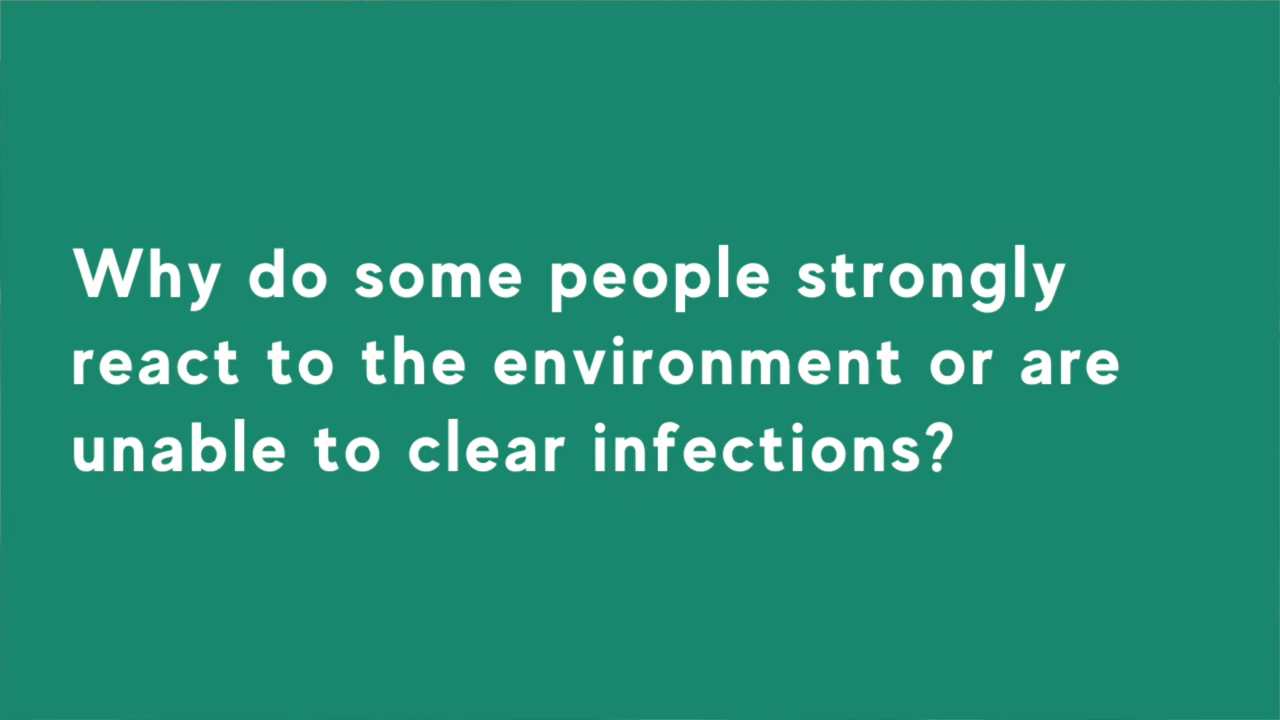 Why do some people strongly
react to the environment or are
unable to clear infections?